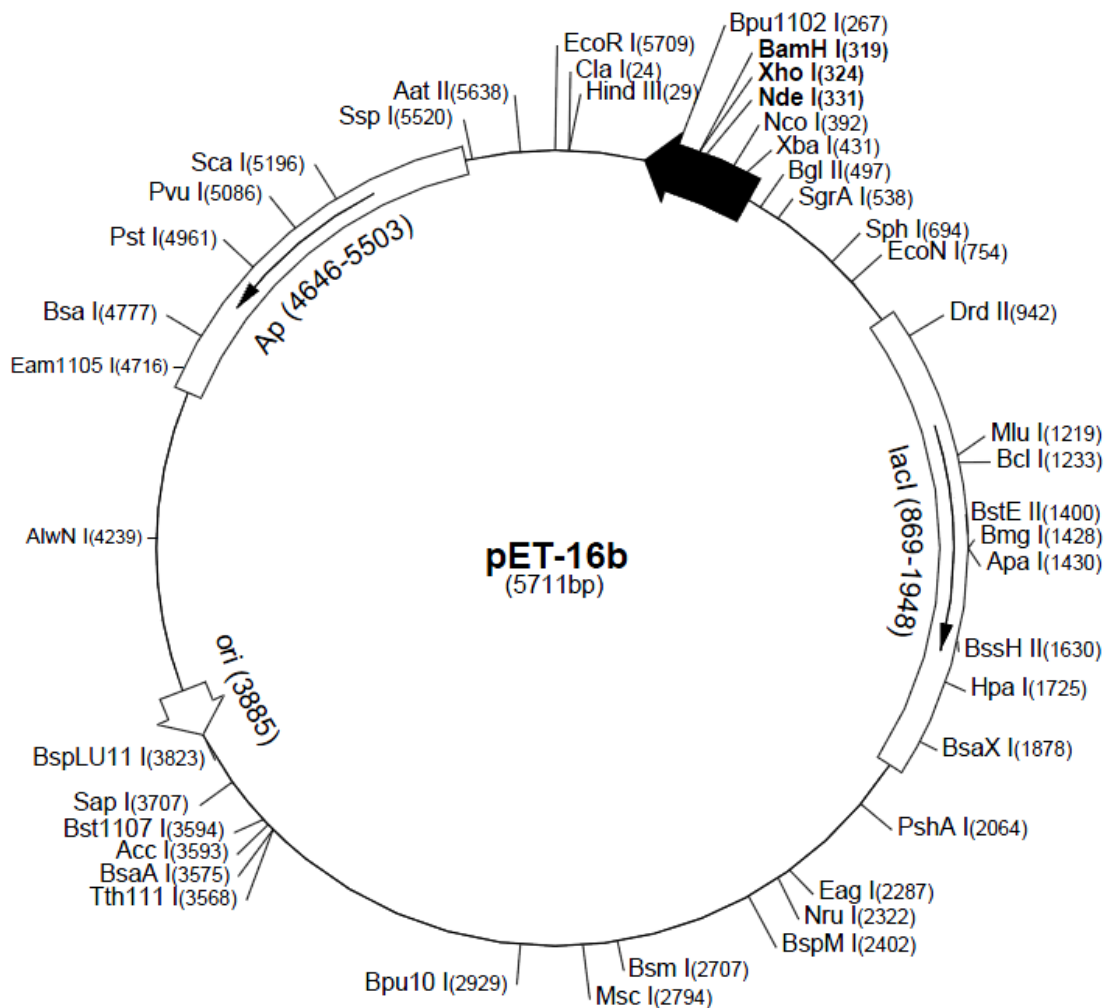 Bpu1102 I(267)
EcoR I(5709)
BamH I(319)
Cla I(24)
Xho I(324)
Aat II(5638)
Hind III(29)
Nde I(331)
Ssp I(5520)
Nco I(392)
Xba I(431)
Sca I(5196)
Bgl II(497)
Pvu I(5086)
SgrA I(538)
Pst I(4961)
Sph I(694)
EcoN I(754)
Ap (4646-5503)
Bsa I(4777)
Drd II(942)
Eam1105 I(4716)
Mlu I(1219)
Bcl I(1233)
lacI (869-1948)
BstE II(1400)
AlwN I(4239)
Bmg I(1428)
pET-16b
Apa I(1430)
(5711bp)
BssH II(1630)
ori (3885)
Hpa I(1725)
BsaX I(1878)
BspLU11 I(3823)
Sap I(3707)
Bst1107 I(3594)
PshA I(2064)
Acc I(3593)
BsaA I(3575)
Tth111 I(3568)
Eag I(2287)
Nru I(2322)
BspM I(2402)
Bsm I(2707)
Bpu10 I(2929)
Msc I(2794)